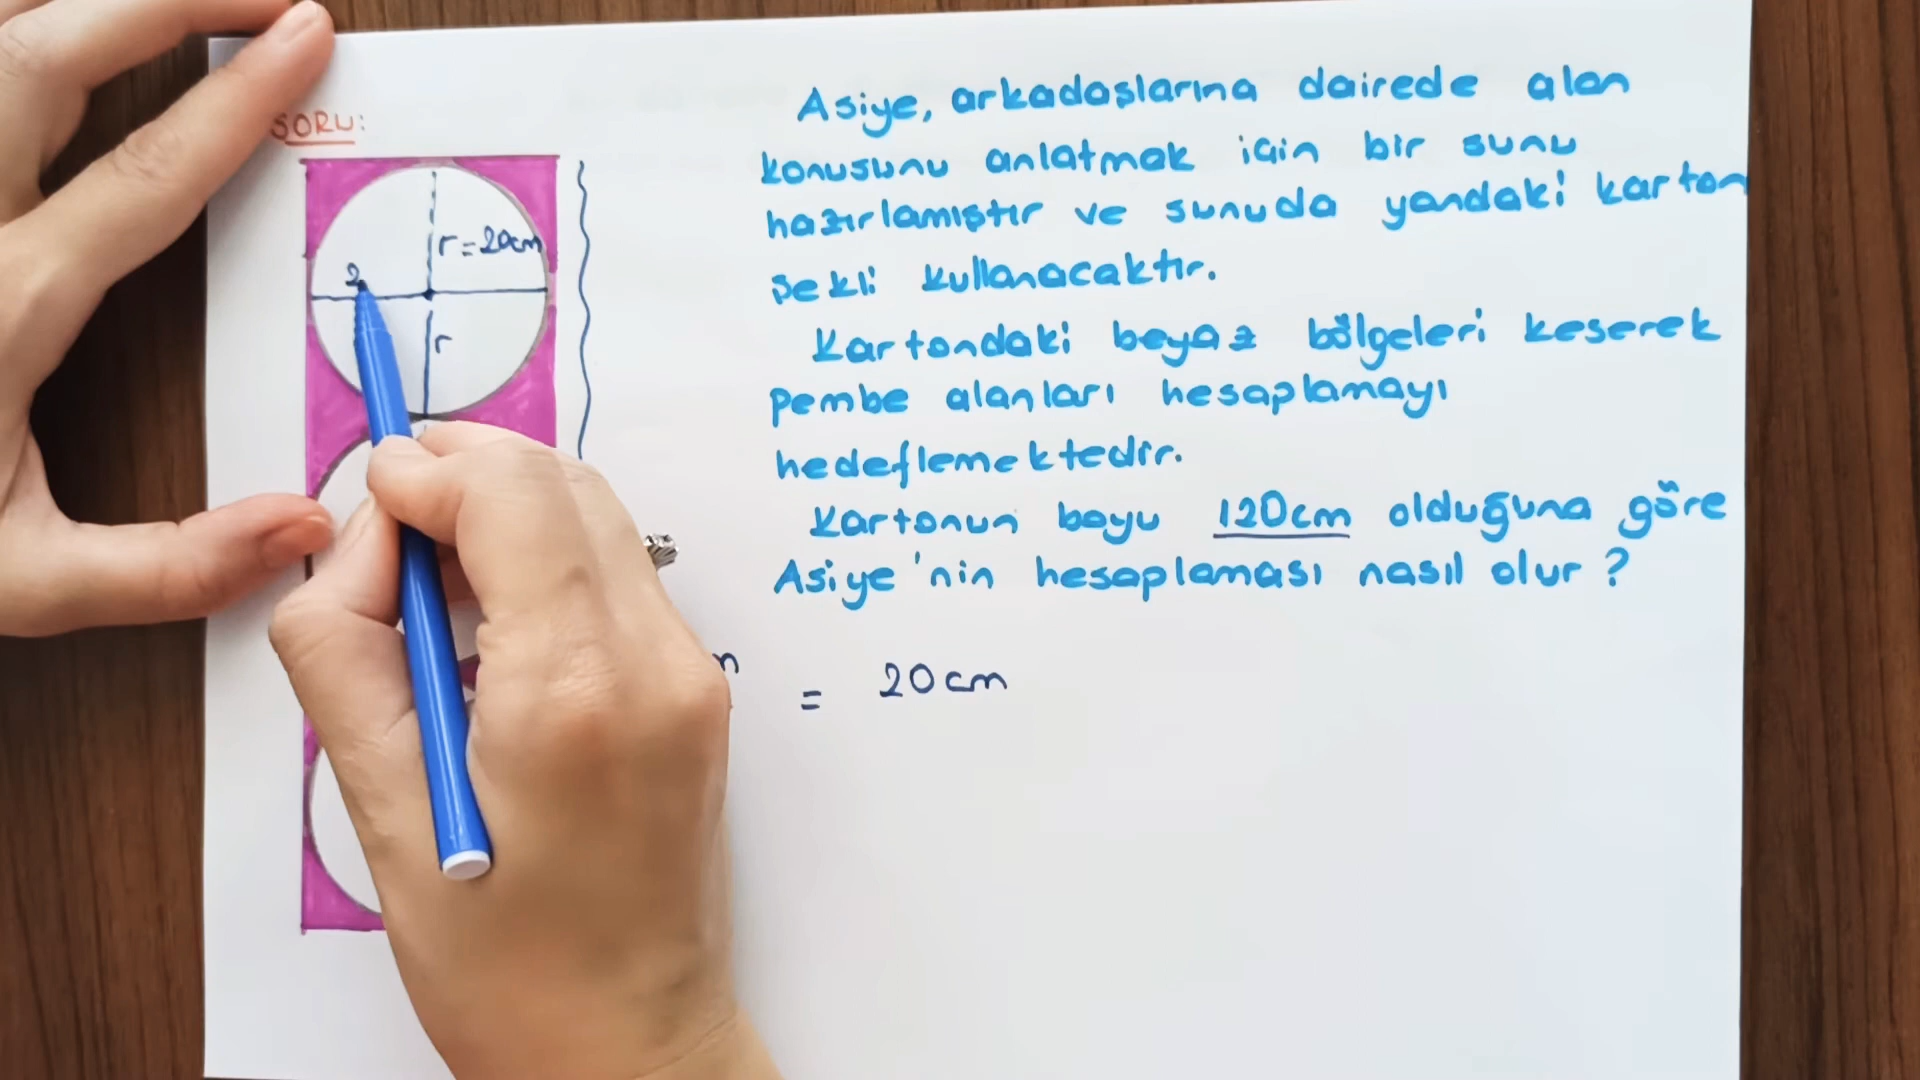 SORU:
r=20cm
2
r
Asiye, arkadaşlarına dairede alan
konusunu anlatmak için bir sunu
hazırlamıştır ve sunuda yandaki karton
şekli kullanacaktır.
Kartondaki beyaz bölgeleri keserek
pembe alanları hesaplamayı
hedeflemektedir.
Kartonun boyu 120cm olduğuna göre
Asiye'nin hesaplaması nasıl olur?
= 20cm